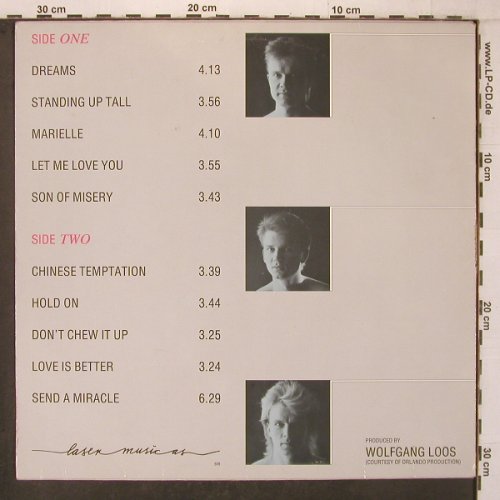 30 cm 20 cm 10 cm
www.LP-CD.de
10 cm
20 cm
30 cm
SIDE ONE
DREAMS 4.13
STANDING UP TALL 3.56
MARIELLE 4.10
LET ME LOVE YOU 3.55
SON OF MISERY 3.43
SIDE TWO
CHINESE TEMPTATION 3.39
HOLD ON 3.44
DON'T CHEW IT UP 3.25
LOVE IS BETTER 3.24
SEND A MIRACLE 6.29
laser music as
PRODUCED BY
WOLFGANG LOOS
(COURTESY OF ORLANDO PRODUCTION)